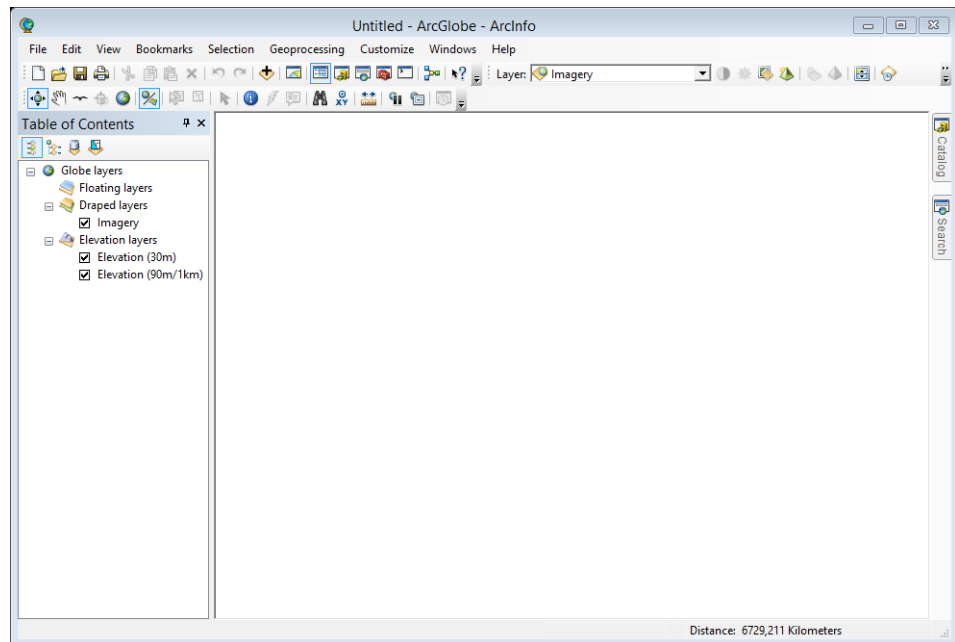 Untitled - ArcGlobe - ArcInfo
File Edit View Bookmarks Selection Geoprocessing Customize Windows Help
Layer: Imagery
Table of Contents
Globe layers
Floating layers
Draped layers
Imagery
Elevation layers
Elevation (30m)
Elevation (90m/1km)
Catalog
Search
Distance: 6729,211 Kilometers